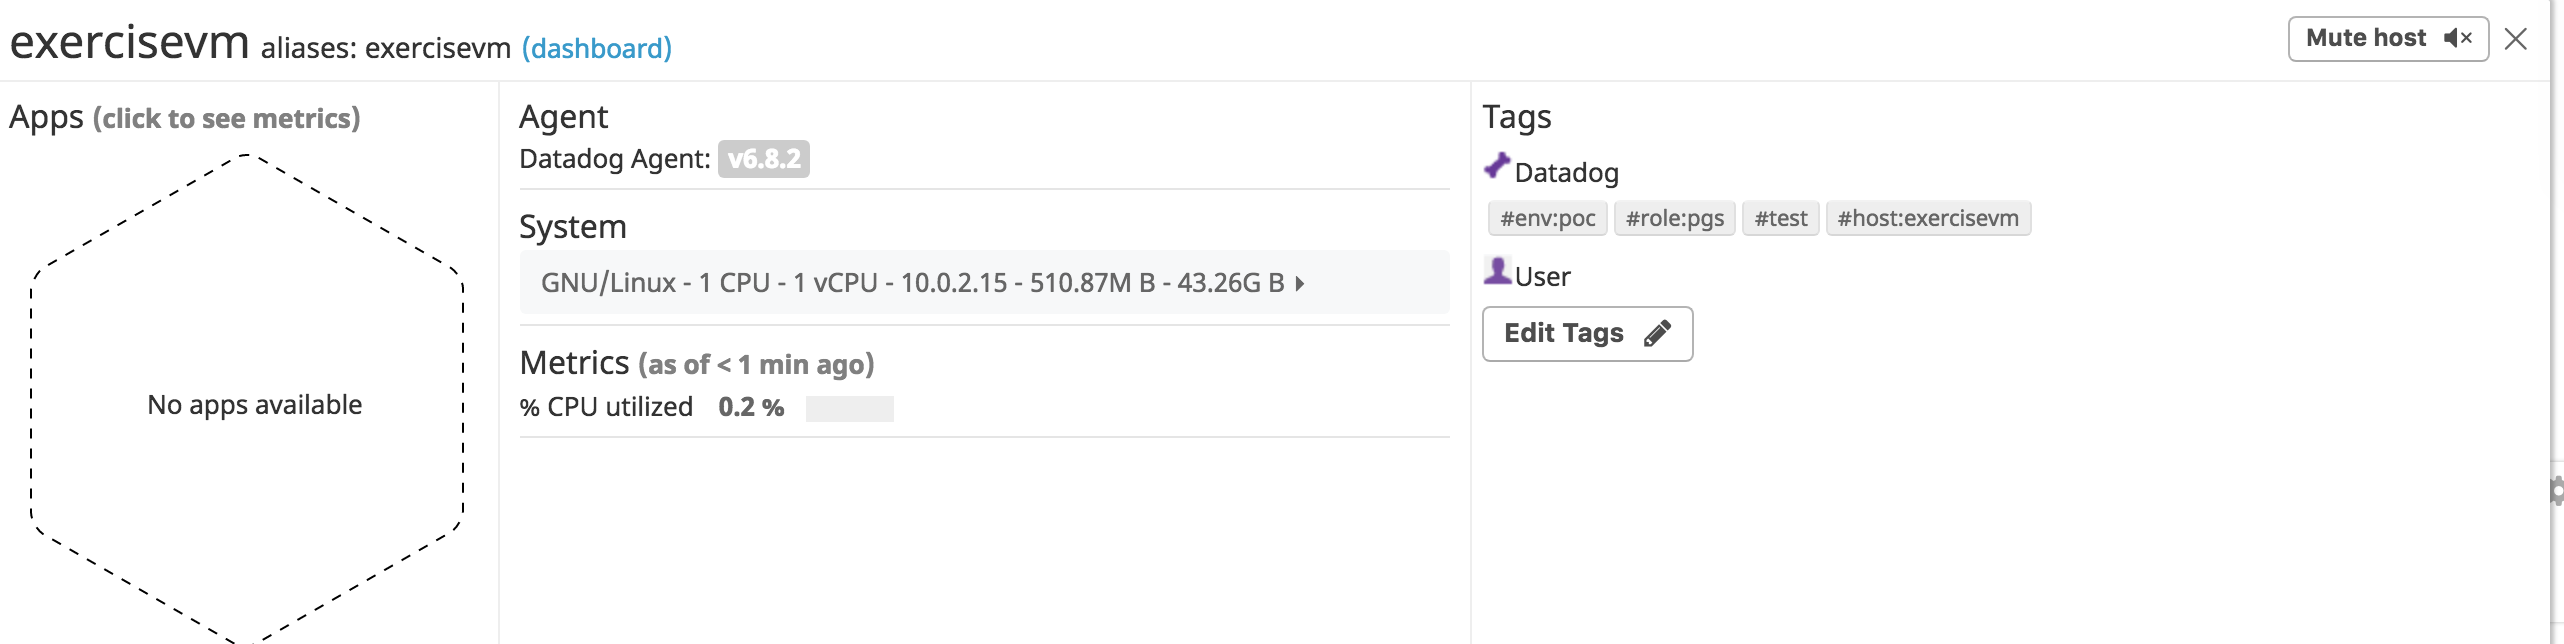 exercisevm aliases: exercisevm (dashboard)
Mute host
Apps (click to see metrics)
No apps available
Agent
Datadog Agent: v6.8.2
System
GNU/Linux - 1 CPU - 1 vCPU - 10.0.2.15 - 510.87M B - 43.26G B
Metrics (as of < 1 min ago)
% CPU utilized 0.2 %
Tags
Datadog
#env:poc #role:pgs #test #host:exercisevm
User
Edit Tags